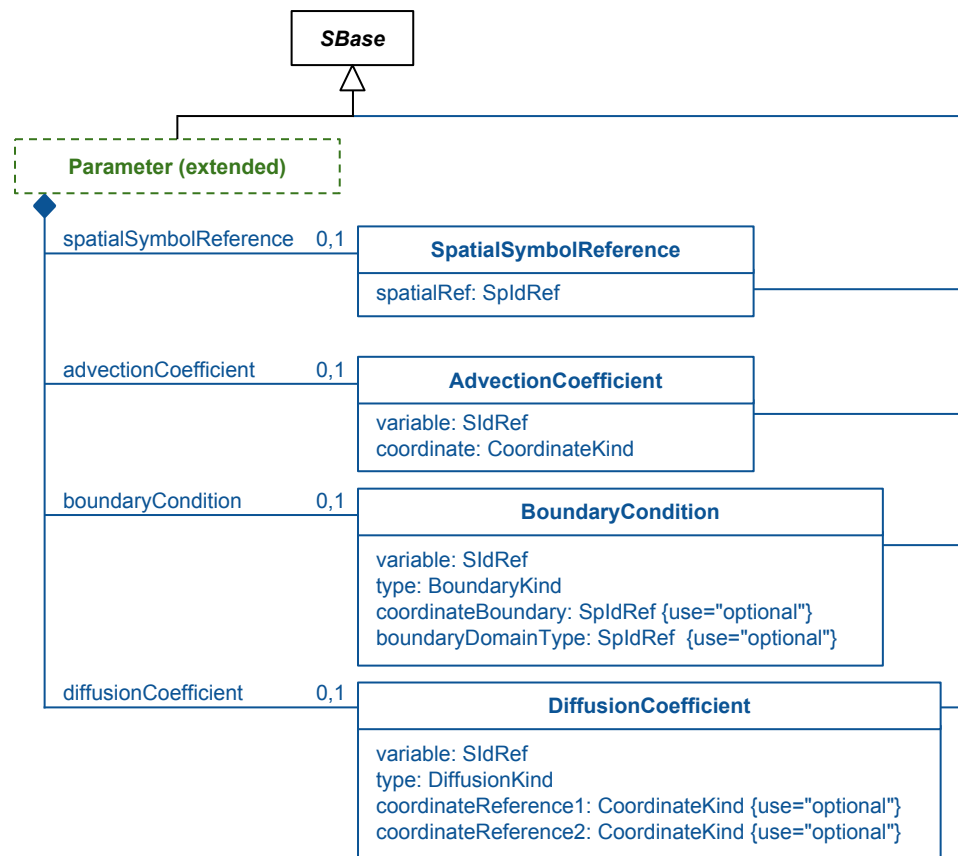 SBase
Parameter (extended)
spatialSymbolReference 0,1
SpatialSymbolReference
spatialRef: SpIdRef
advectionCoefficient 0,1
AdvectionCoefficient
variable: SIdRef
coordinate: CoordinateKind
boundaryCondition 0,1
BoundaryCondition
variable: SIdRef
type: BoundaryKind
coordinateBoundary: SpIdRef {use="optional"}
boundaryDomainType: SpIdRef {use="optional"}
diffusionCoefficient 0,1
DiffusionCoefficient
variable: SIdRef
type: DiffusionKind
coordinateReference1: CoordinateKind {use="optional"}
coordinateReference2: CoordinateKind {use="optional"}